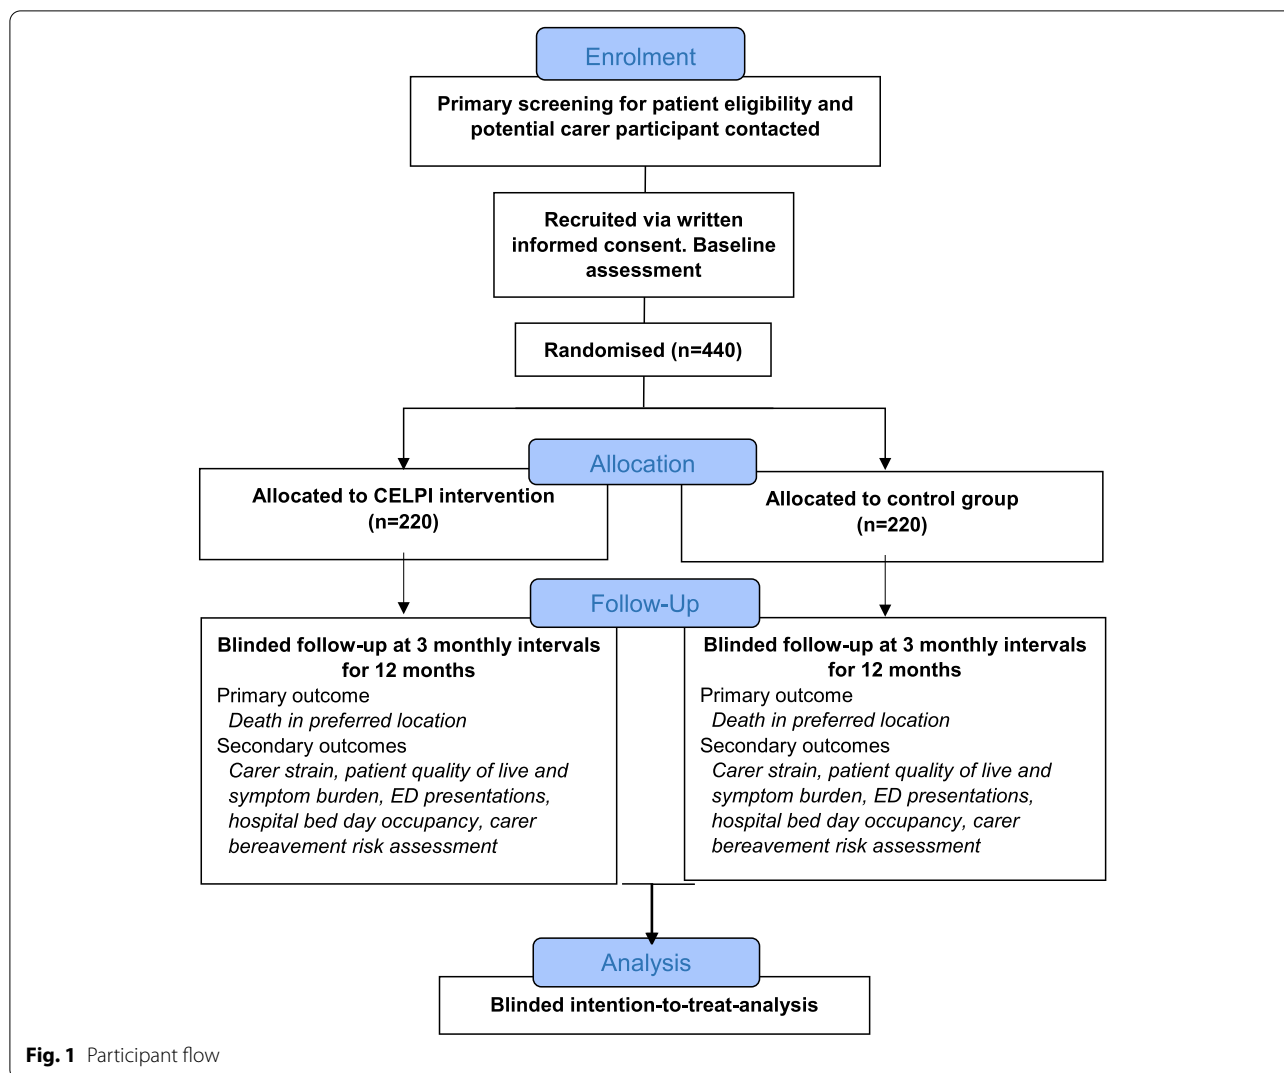 Enrolment
Primary screening for patient eligibility and
potential carer participant contacted
Recruited via written
informed consent. Baseline
assessment
Randomised (n=440)
Allocation
Allocated to CELPI intervention
(n=220)
Allocated to control group
(n=220)
Follow-Up
Blinded follow-up at 3 monthly intervals
for 12 months
Primary outcome
Death in preferred location
Secondary outcomes
Carer strain, patient quality of live and
symptom burden, ED presentations,
hospital bed day occupancy, carer
bereavement risk assessment
Blinded follow-up at 3 monthly intervals
for 12 months
Primary outcome
Death in preferred location
Secondary outcomes
Carer strain, patient quality of live and
symptom burden, ED presentations,
hospital bed day occupancy, carer
bereavement risk assessment
Analysis
Blinded intention-to-treat-analysis
Fig. 1 Participant flow